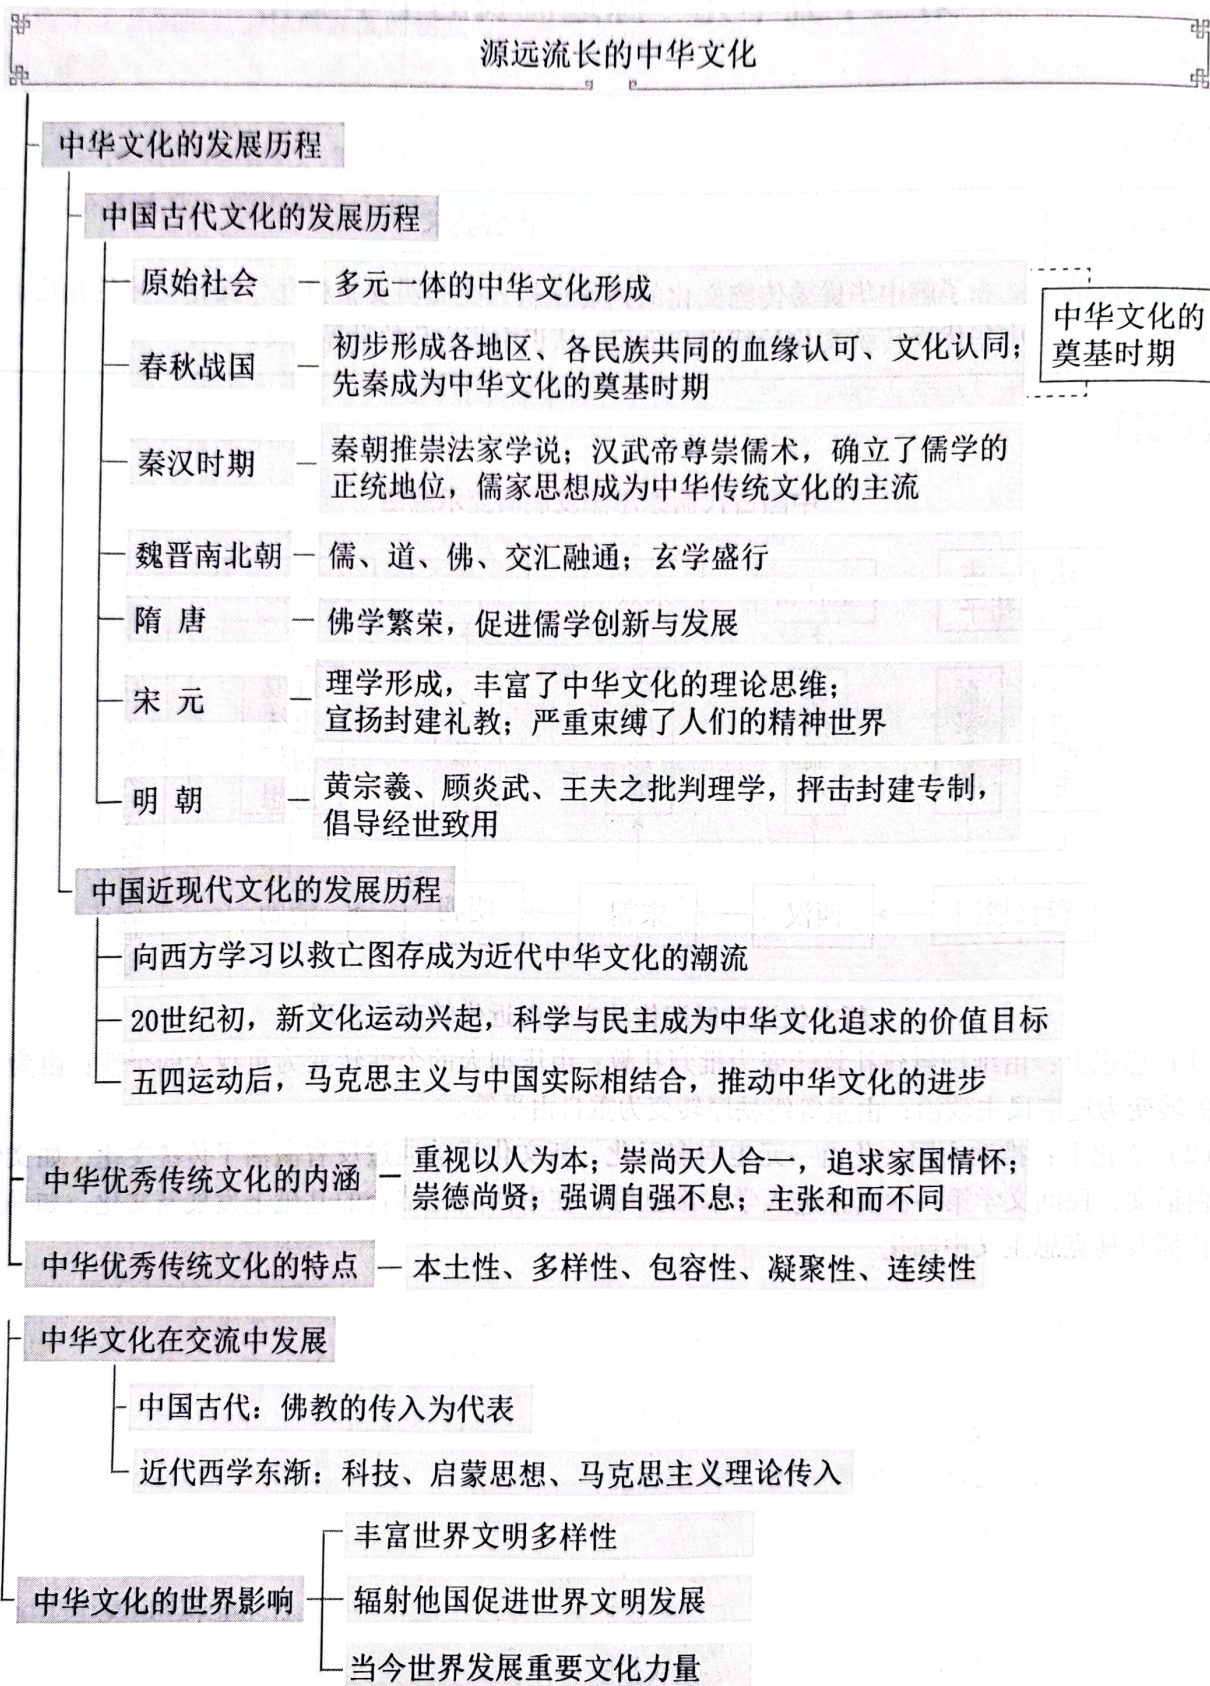 源远流长的中华文化
中华文化的发展历程
中国古代文化的发展历程
原始社会
多元一体的中华文化形成
春秋战国
初步形成各地区、各民族共同的血缘认可、文化认同；
先秦成为中华文化的奠基时期
中华文化的
奠基时期
秦汉时期
秦朝推崇法家学说；汉武帝尊崇儒术，确立了儒学的
正统地位，儒家思想成为中华传统文化的主流
魏晋南北朝
儒、道、佛、交汇融通；玄学盛行
隋 唐
佛学繁荣，促进儒学创新与发展
宋 元
理学形成，丰富了中华文化的理论思维；
宣扬封建礼教；严重束缚了人们的精神世界
明 朝
黄宗羲、顾炎武、王夫之批判理学，抨击封建专制，
倡导经世致用
中国近现代文化的发展历程
向西方学习以救亡图存成为近代中华文化的潮流
20世纪初，新文化运动兴起，科学与民主成为中华文化追求的价值目标
五四运动后，马克思主义与中国实际相结合，推动中华文化的进步
中华优秀传统文化的内涵
重视以人为本；崇尚天人合一，追求家国情怀；
崇德尚贤；强调自强不息；主张和而不同
中华优秀传统文化的特点
本土性、多样性、包容性、凝聚性、连续性
中华文化在交流中发展
中国古代：佛教的传入为代表
近代西学东渐：科技、启蒙思想、马克思主义理论传入
中华文化的世界影响
丰富世界文明多样性
辐射他国促进世界文明发展
当今世界发展重要文化力量